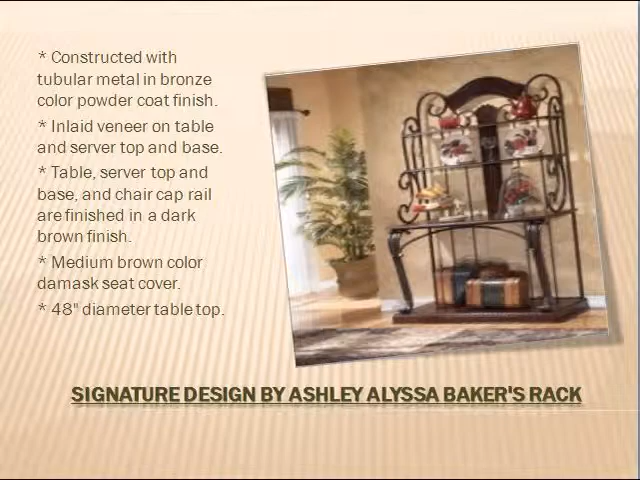 * Constructed with
tubular metal in bronze
color powder coat finish.
* Inlaid veneer on table
and server top and base.
* Table, server top and
base, and chair cap rail
are finished in a dark
brown finish.
* Medium brown color
damask seat cover.
* 48" diameter table top.
SIGNATURE DESIGN BY ASHLEY ALYSSA BAKER'S RACK